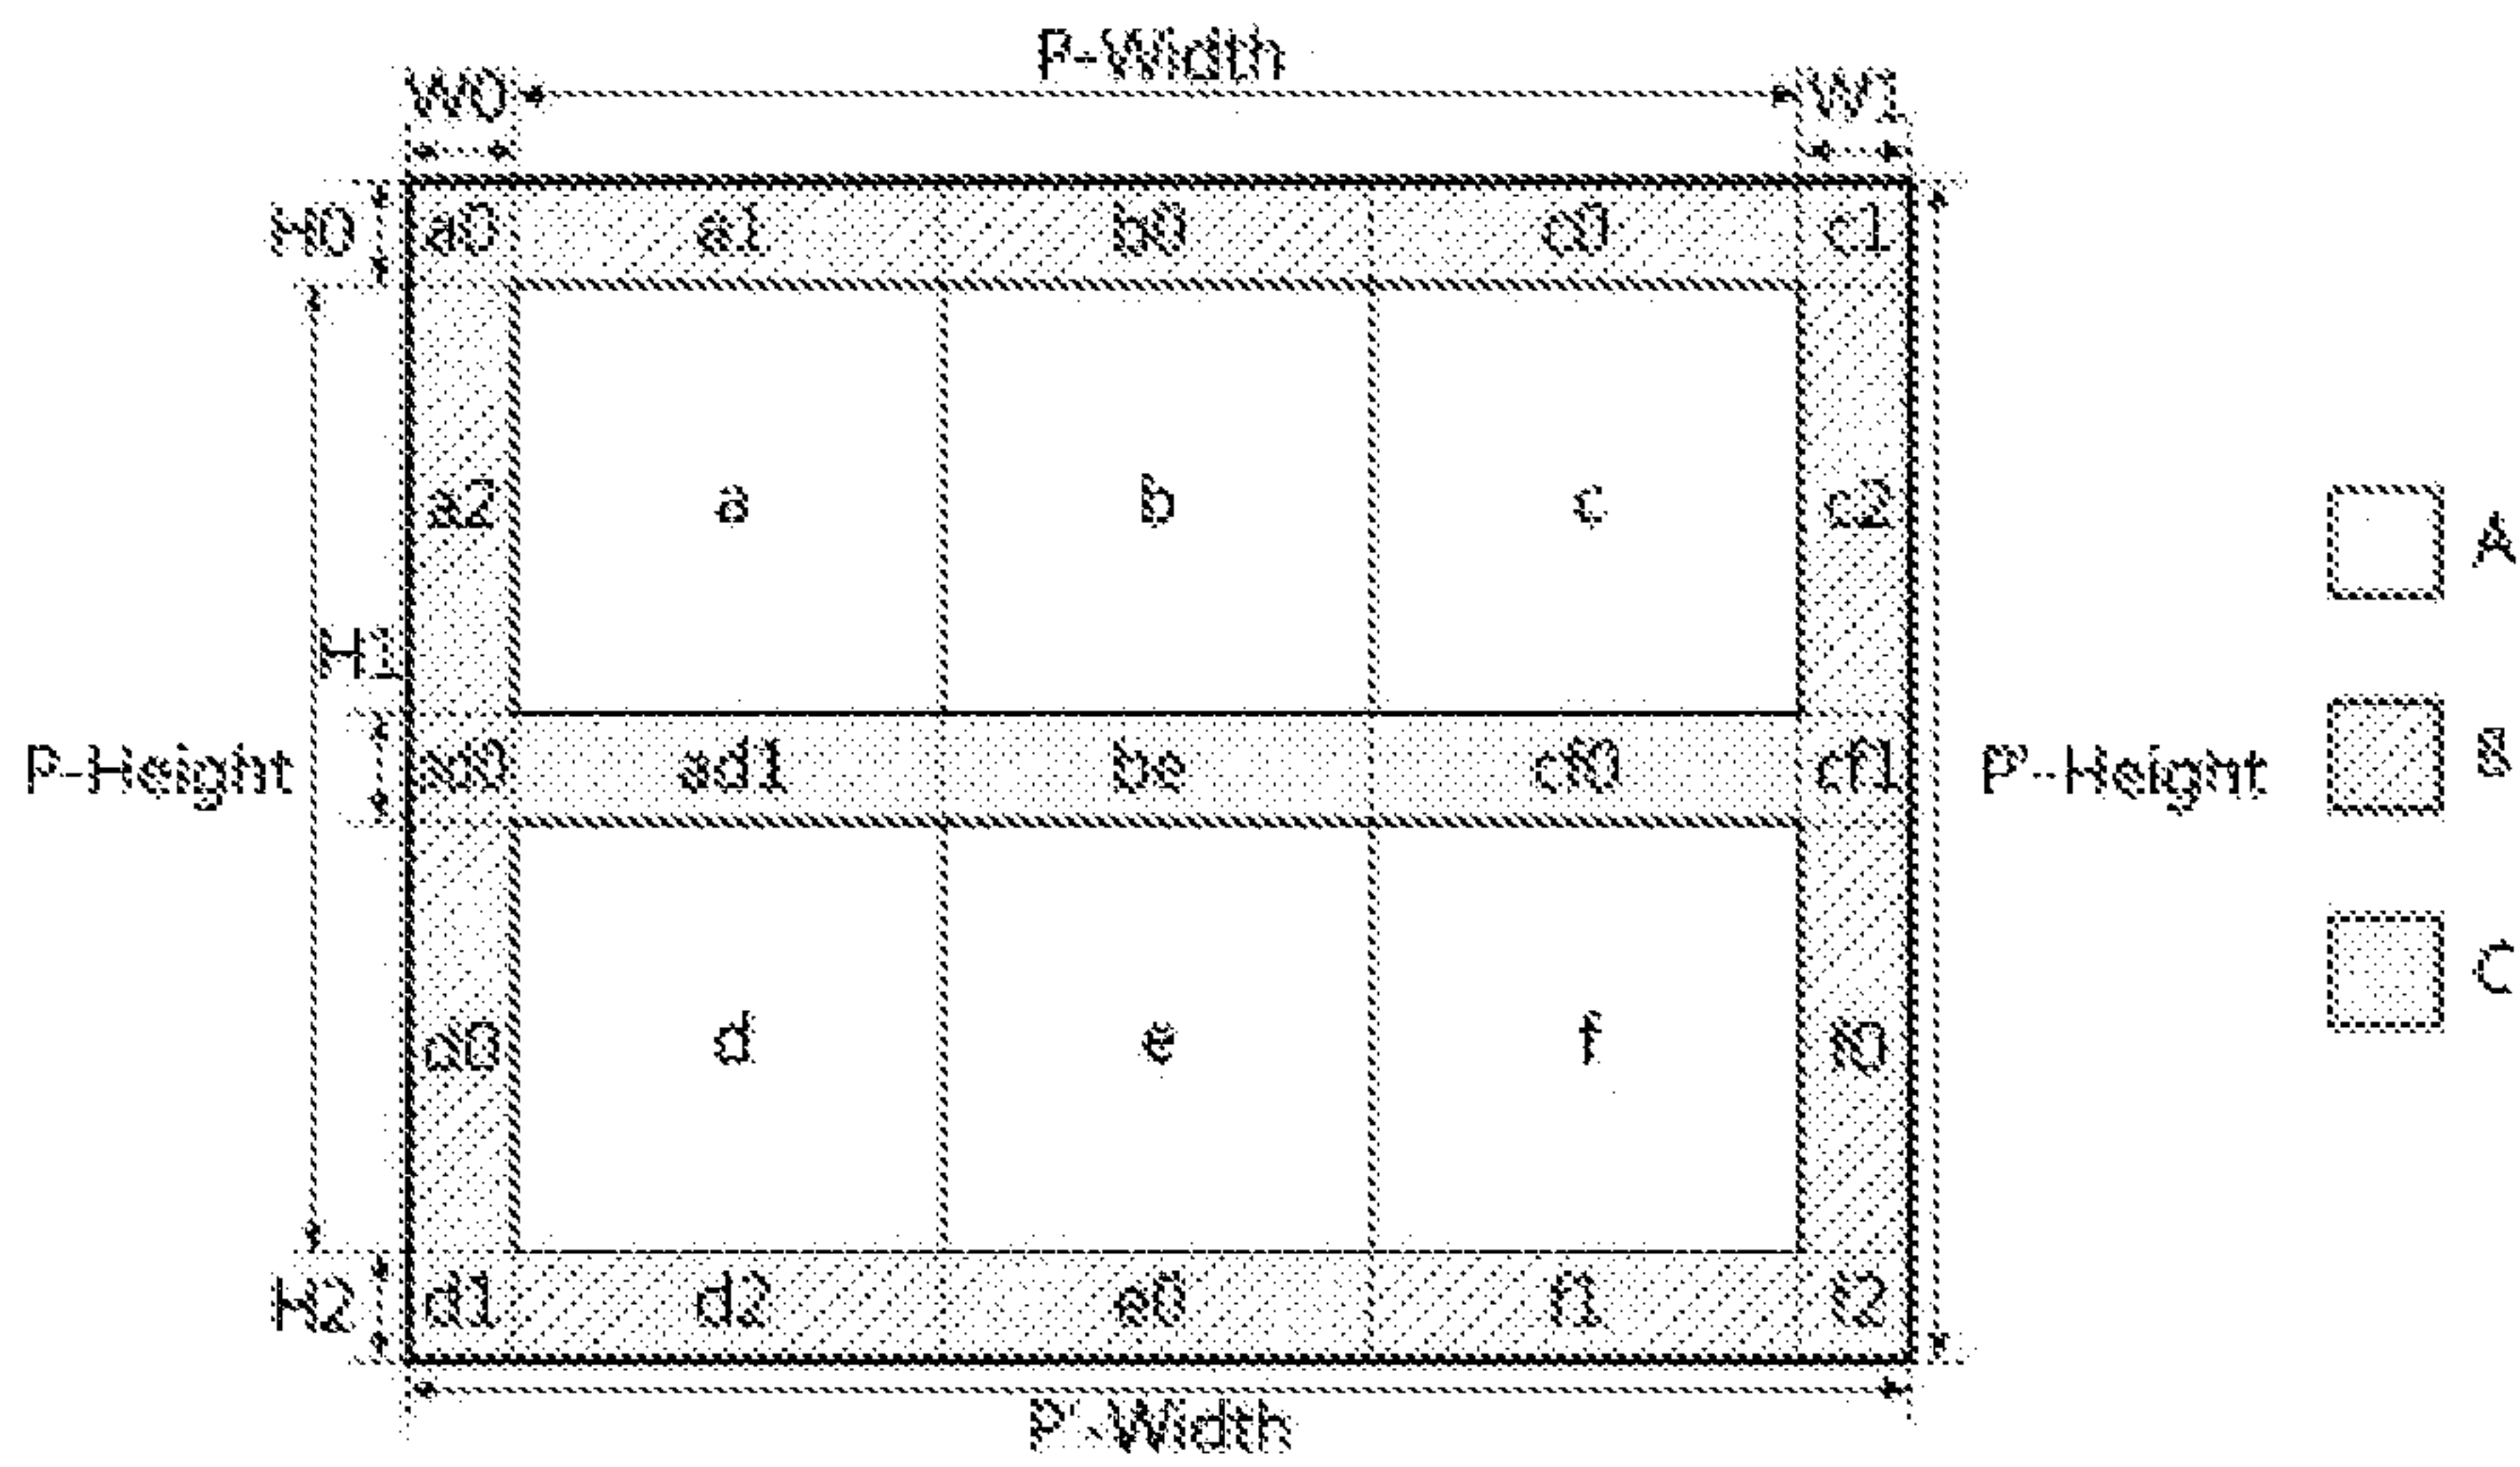 P-Width
W0 W1
H0 a0 a1 b0 c0 c1
a2 a b c c2 A
H1
P-Height ad0 ad1 be cf0 cf1 P'-Height B
C
d0 d e f f0
H2 d1 d2 e0 f1 f2
P'-Width